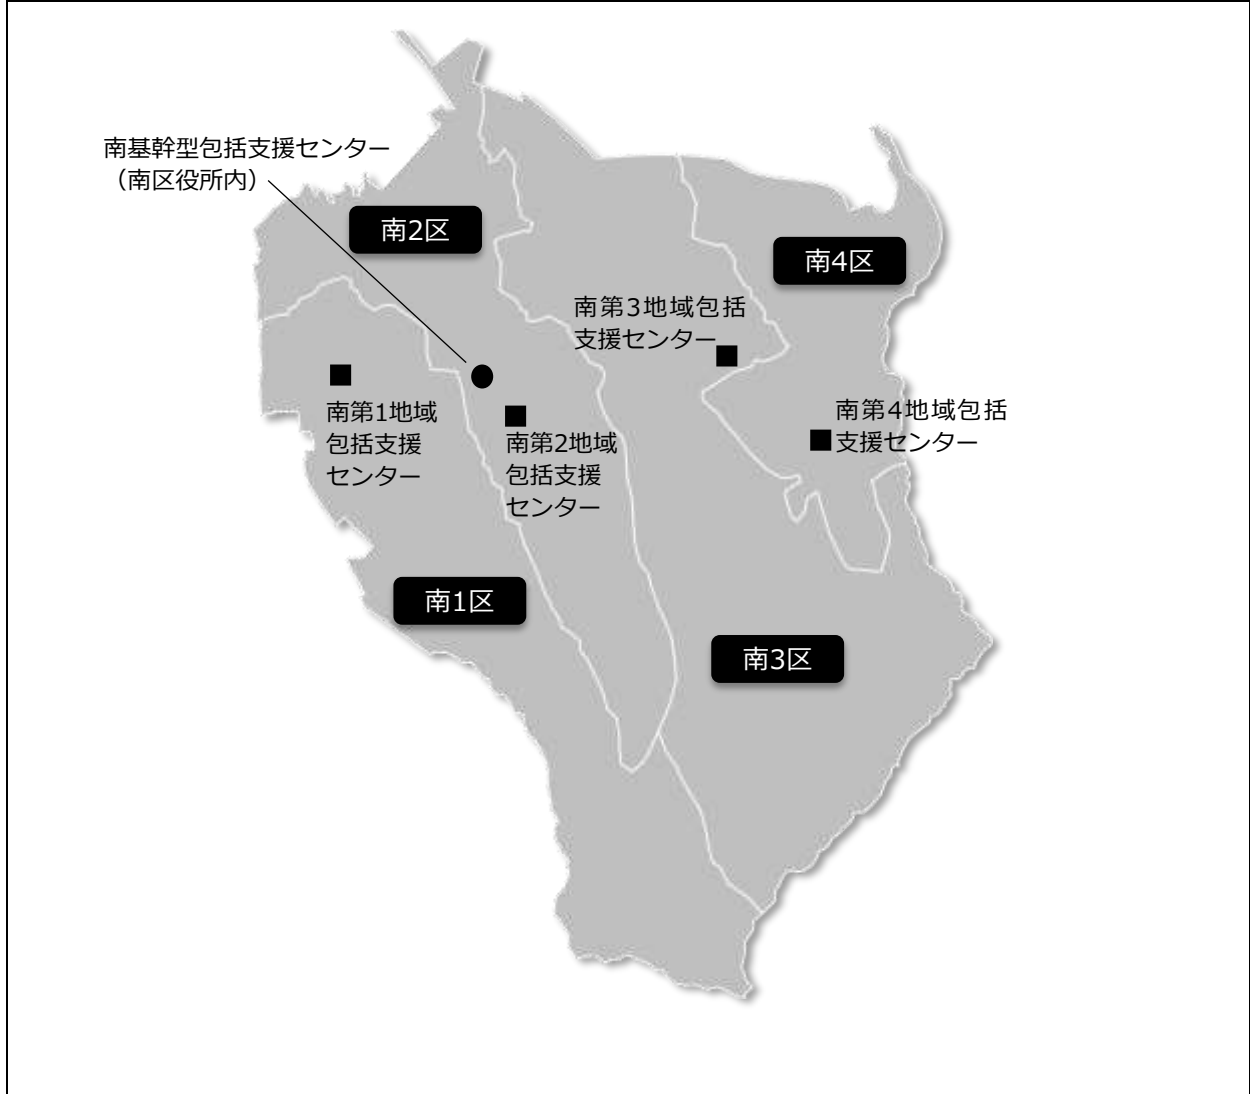 南基幹型包括支援センター
（南区役所内）
南2区
南4区
南第3地域包括
支援センター
南第1地域
包括支援
センター
南第2地域
包括支援
センター
南第4地域包括
支援センター
南1区
南3区